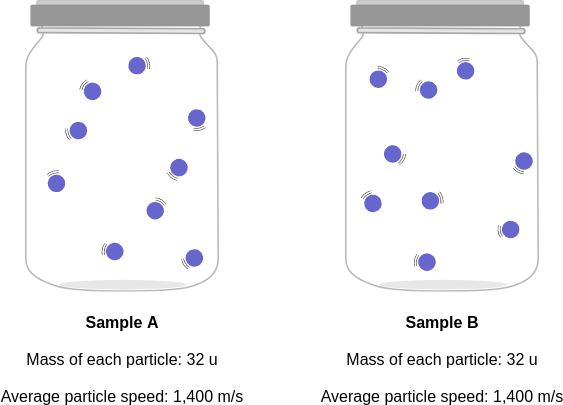 Sample A
Mass of each particle: 32 u
Average particle speed: 1,400 m/s
Sample B
Mass of each particle: 32 u
Average particle speed: 1,400 m/s